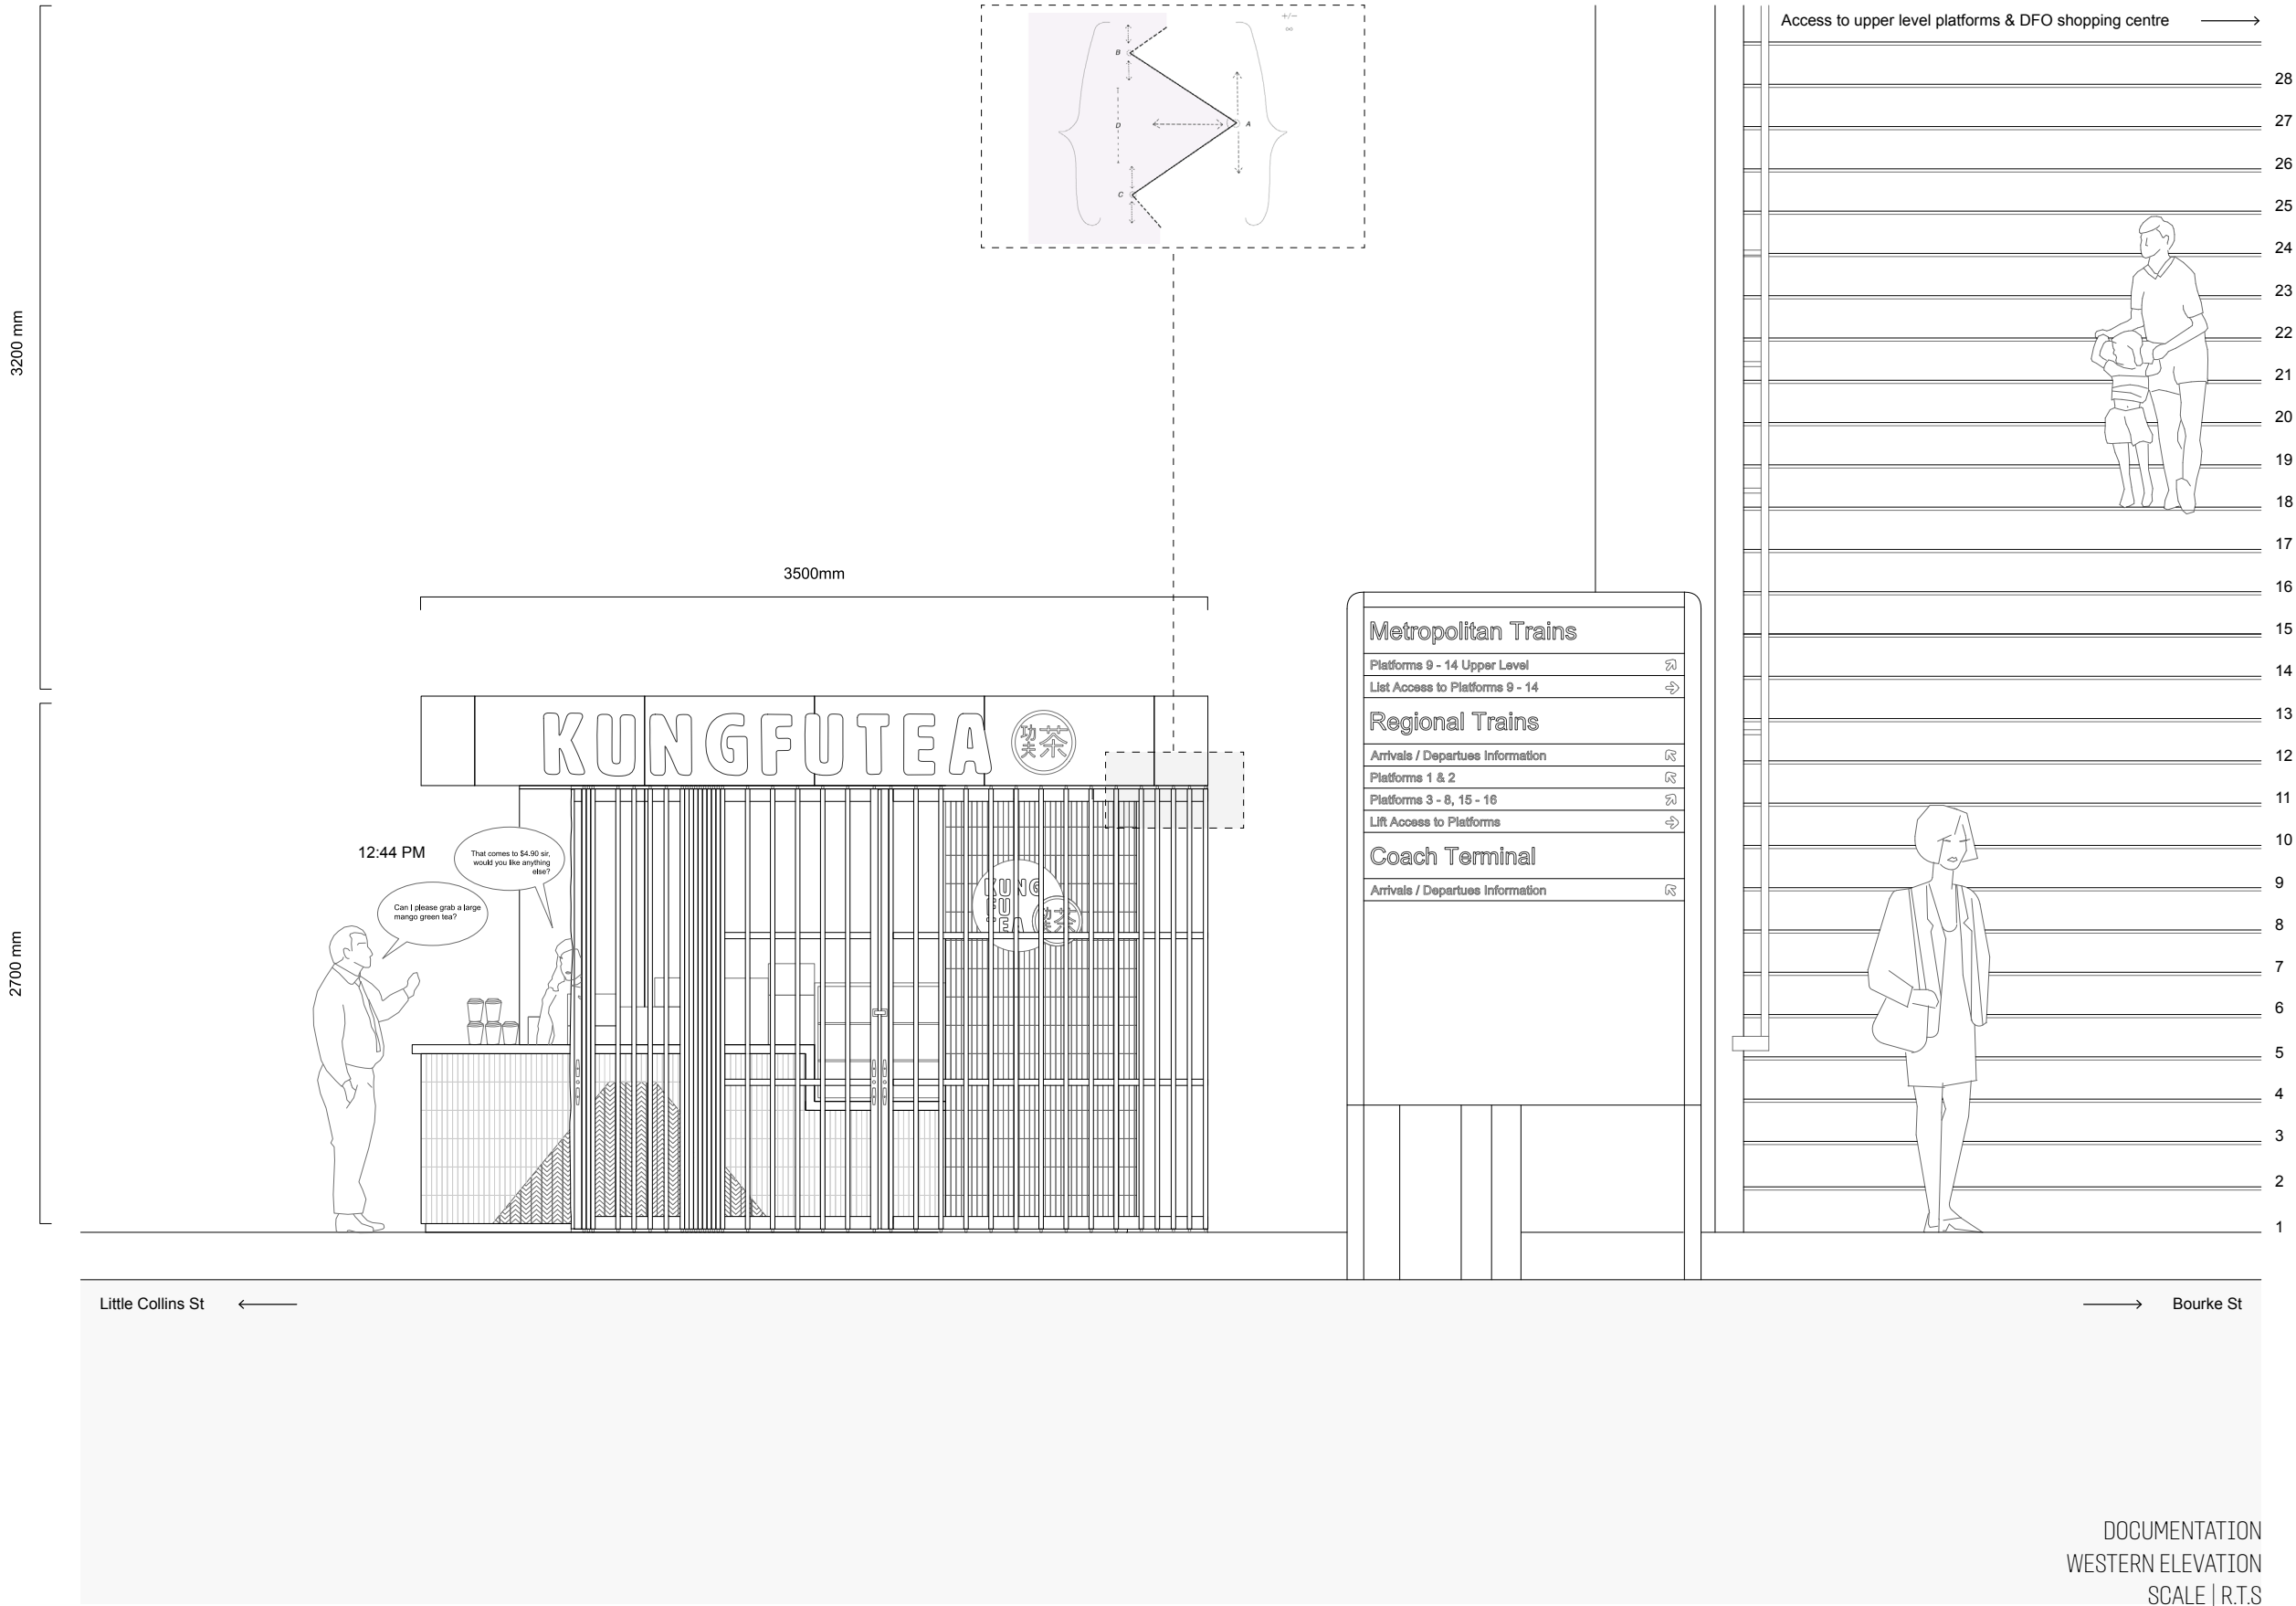 Access to upper level platforms & DFO shopping centre
+/−
∞
B
D
A
C
28
27
26
25
24
23
22
21
20
19
18
17
16
15
14
13
12
11
10
9
8
7
6
5
4
3
2
1
3200 mm
2700 mm
3500mm
KUNGFUTEA
功夫茶
12:44 PM
That comes to $4.90 sir,
would you like anything
else?
Can I please grab a large
mango green tea?
KUNG
FU
TEA
功夫茶
Metropolitan Trains
Platforms 9 - 14 Upper Level
List Access to Platforms 9 - 14
Regional Trains
Arrivals / Departues Information
Platforms 1 & 2
Platforms 3 - 8, 15 - 16
Lift Access to Platforms
Coach Terminal
Arrivals / Departues Information
Little Collins St
Bourke St
DOCUMENTATION
WESTERN ELEVATION
SCALE | R.T.S